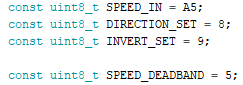 const uint8_t SPEED_IN = A5;
const uint8_t DIRECTION_SET = 8;
const uint8_t INVERT_SET = 9;
const uint8_t SPEED_DEADBAND = 5;